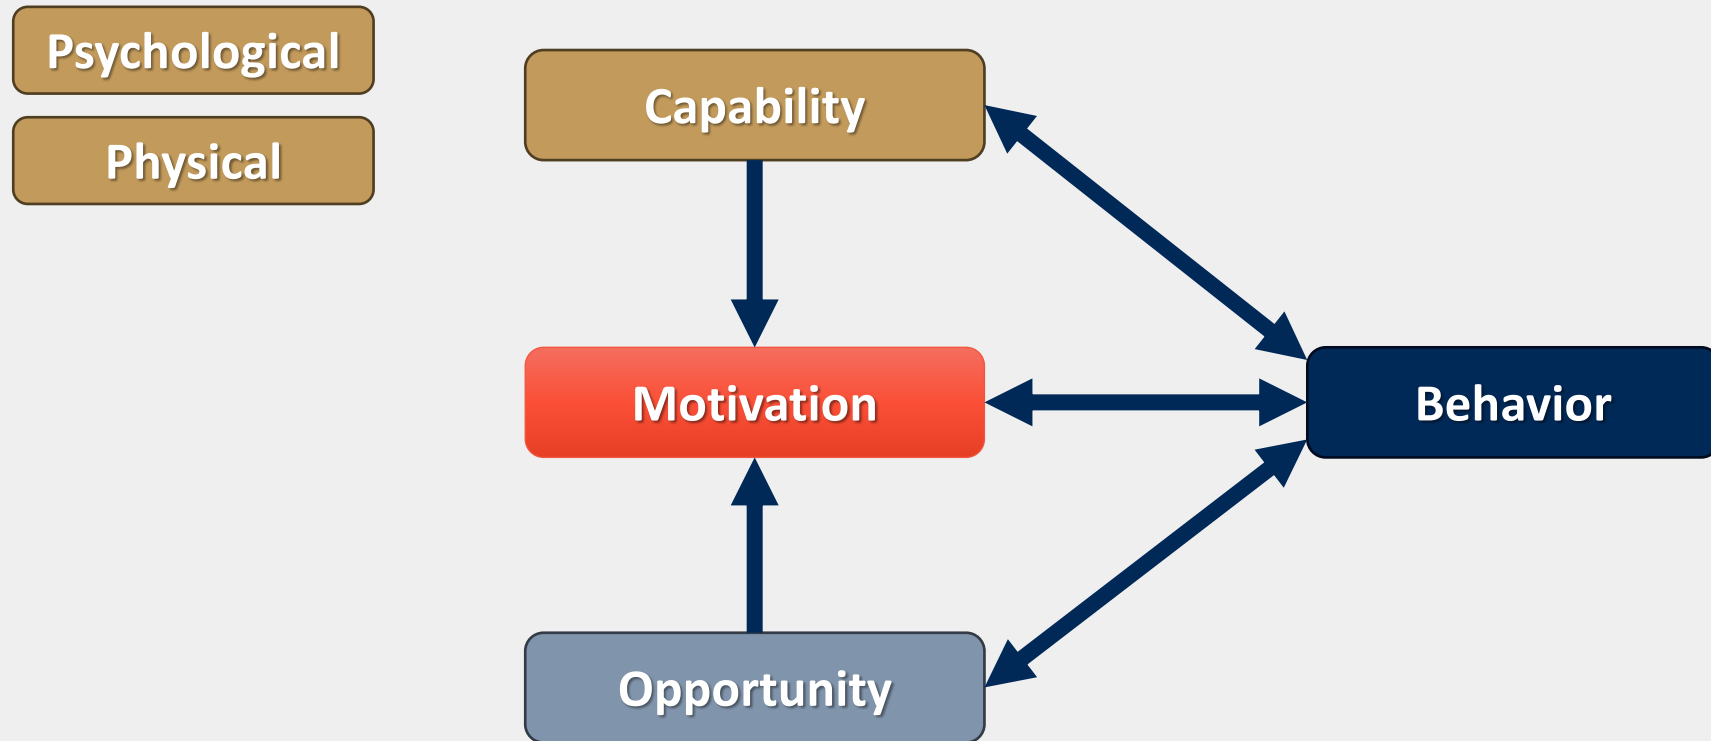 Psychological
Physical
Capability
Motivation
Behavior
Opportunity